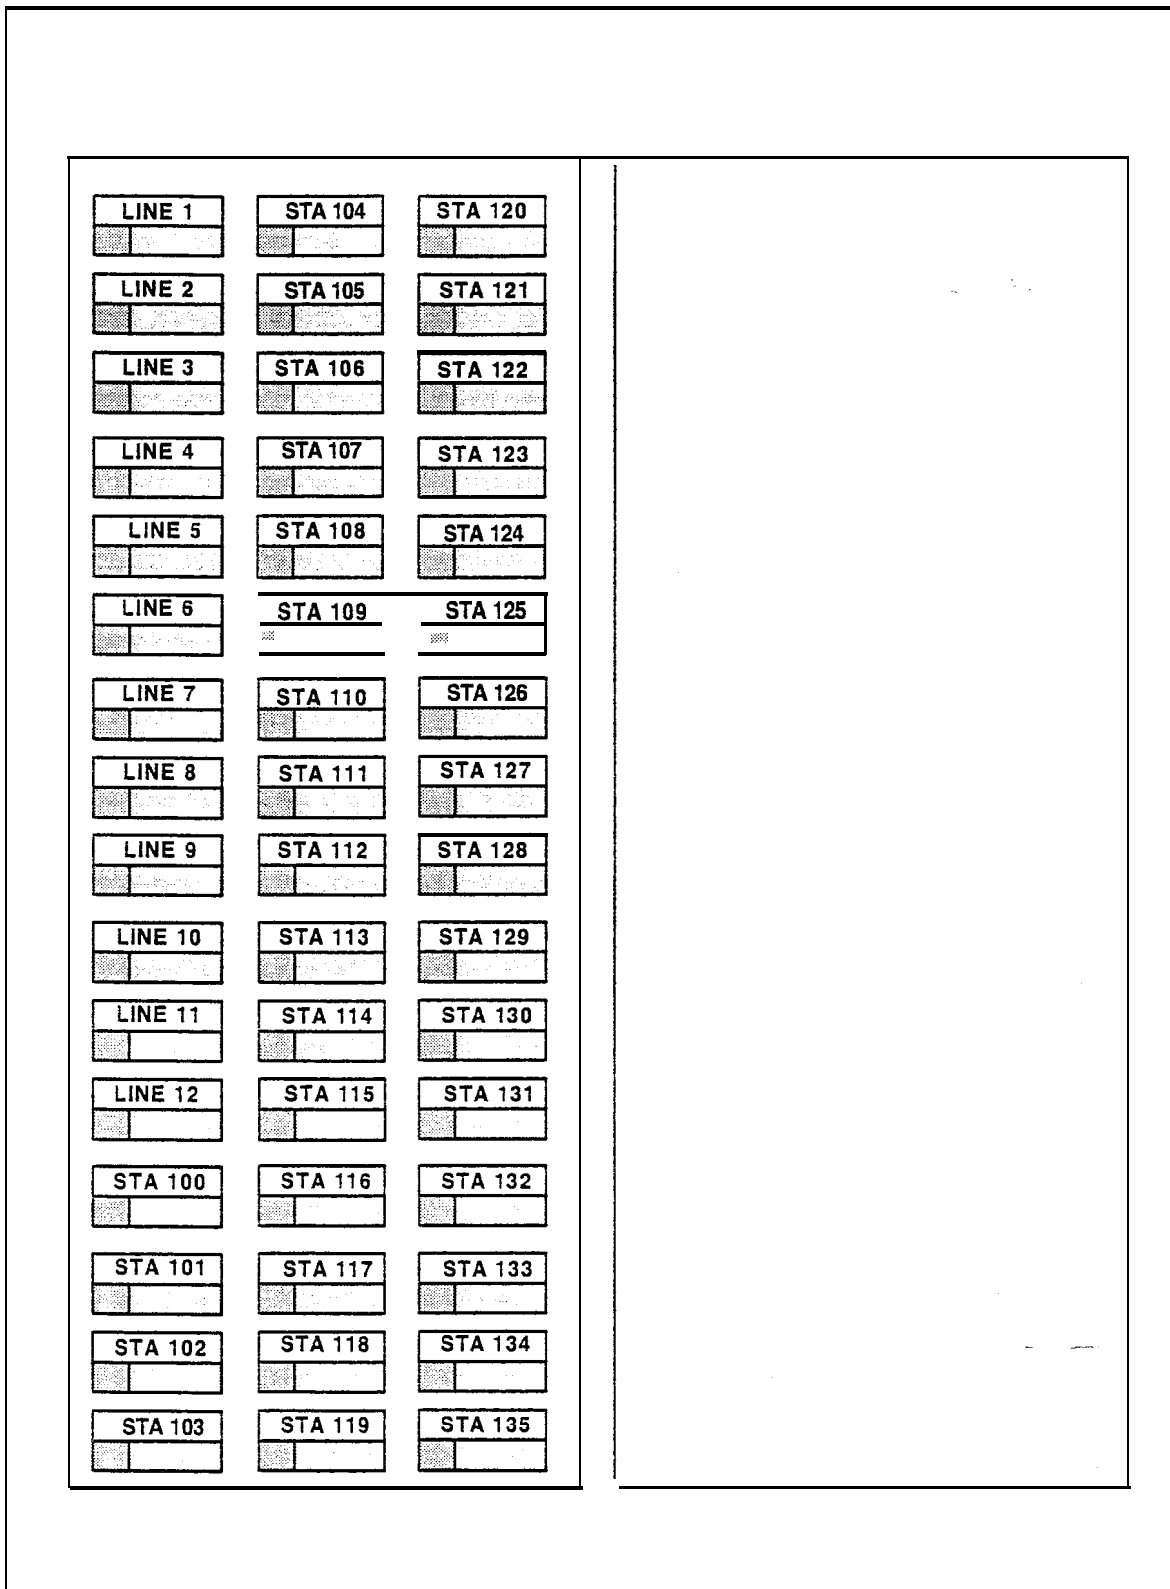 LINE 1 STA 104 STA 120
LINE 2 STA 105 STA 121
LINE 3 STA 106 STA 122
LINE 4 STA 107 STA 123
LINE 5 STA 108 STA 124
LINE 6 STA 109 STA 125
LINE 7 STA 110 STA 126
LINE 8 STA 111 STA 127
LINE 9 STA 112 STA 128
LINE 10 STA 113 STA 129
LINE 11 STA 114 STA 130
LINE 12 STA 115 STA 131
STA 100 STA 116 STA 132
STA 101 STA 117 STA 133
STA 102 STA 118 STA 134
STA 103 STA 119 STA 135